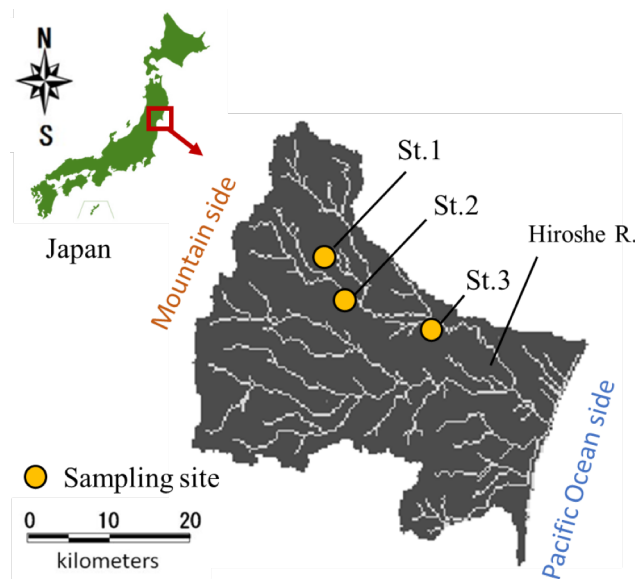 N
S
Japan
St.1
St.2
St.3
Hiroshe R.
Mountain side
Pacific Ocean side
Sampling site
0 10 20
kilometers